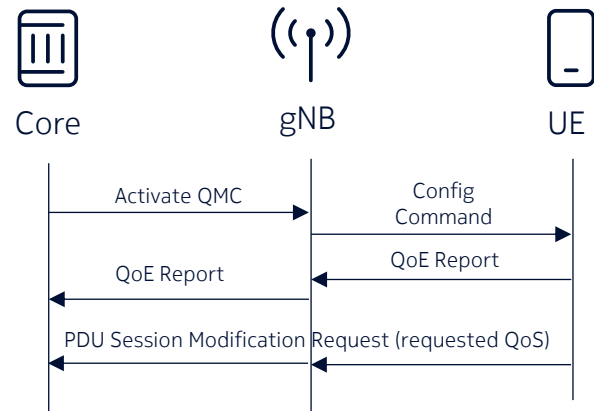 Core
gNB
UE
Activate QMC
Config
Command
QoE Report
QoE Report
PDU Session Modification Request (requested QoS)